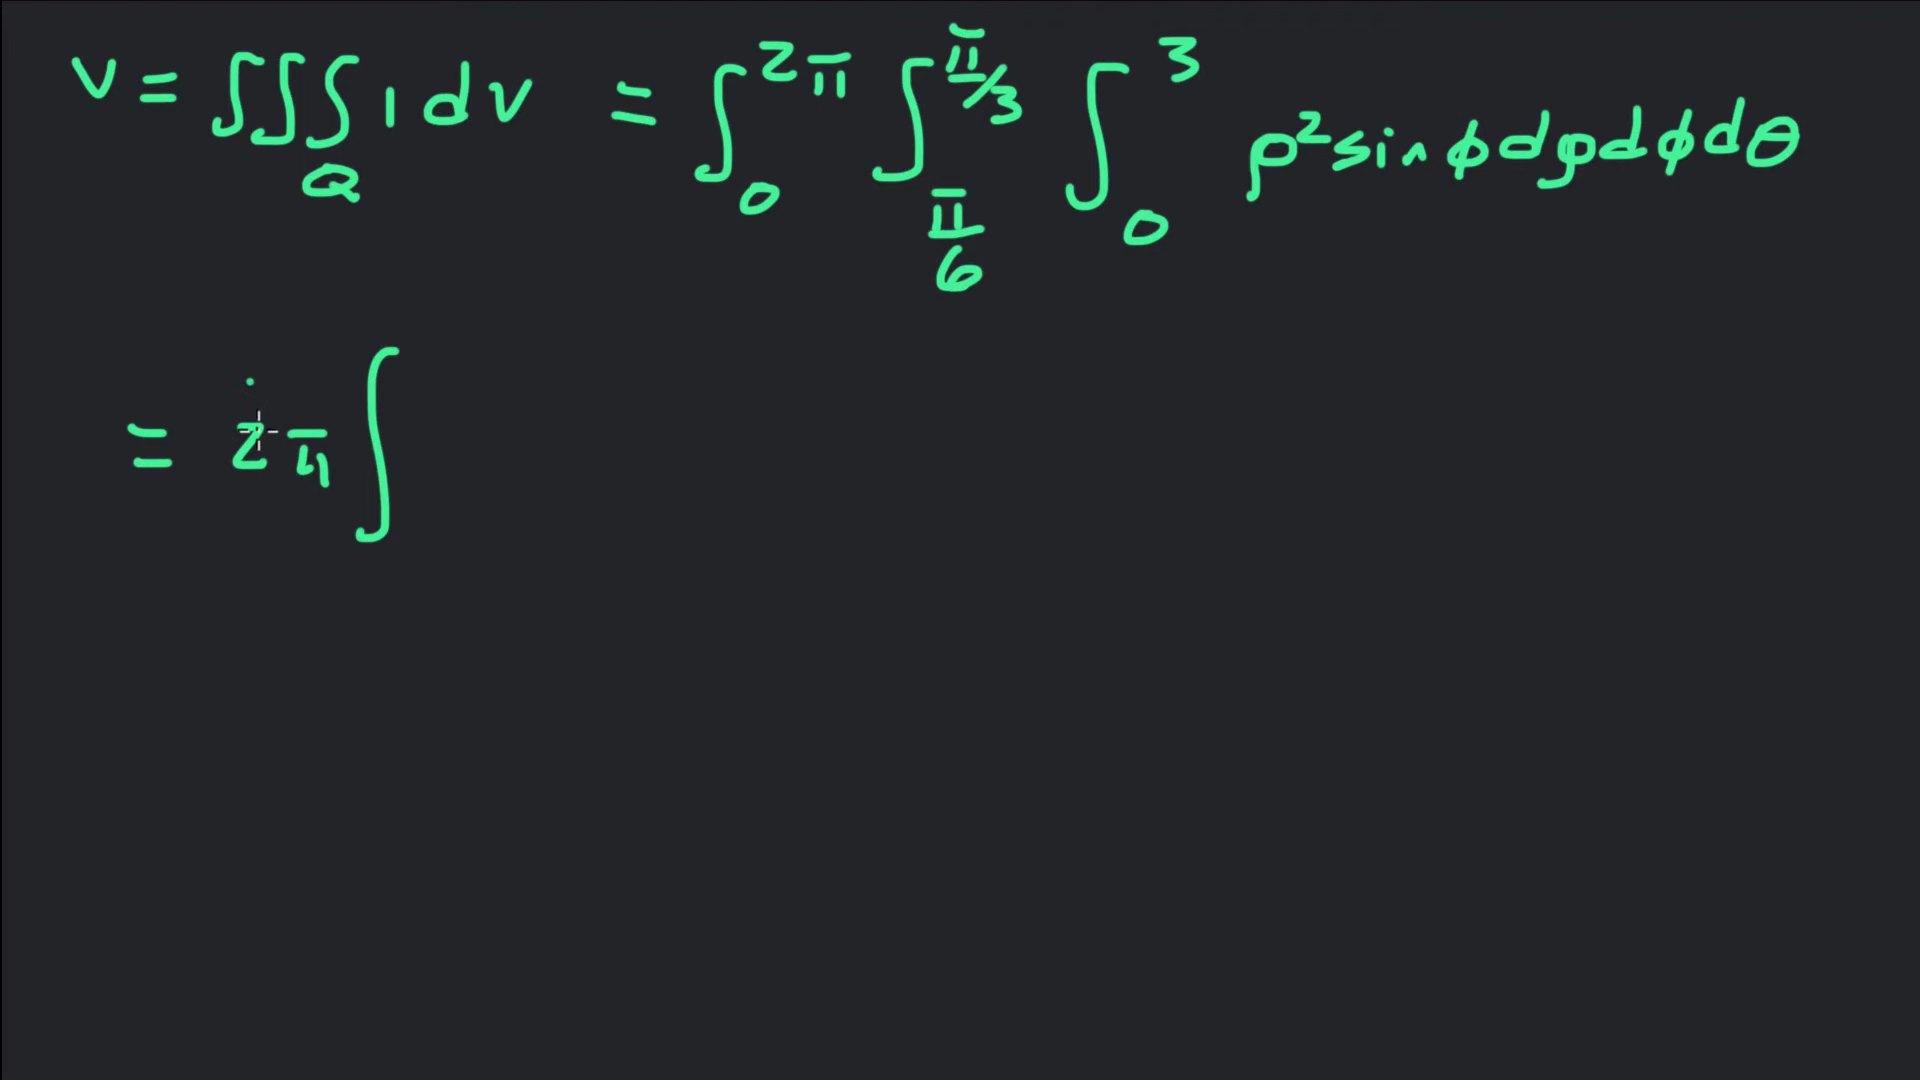 V = ∫∫∫_Q 1 dV = ∫_0^{2π} ∫_{π/6}^{π/3} ∫_0^3 ρ² sin φ dρ dφ dθ
= 2π ∫